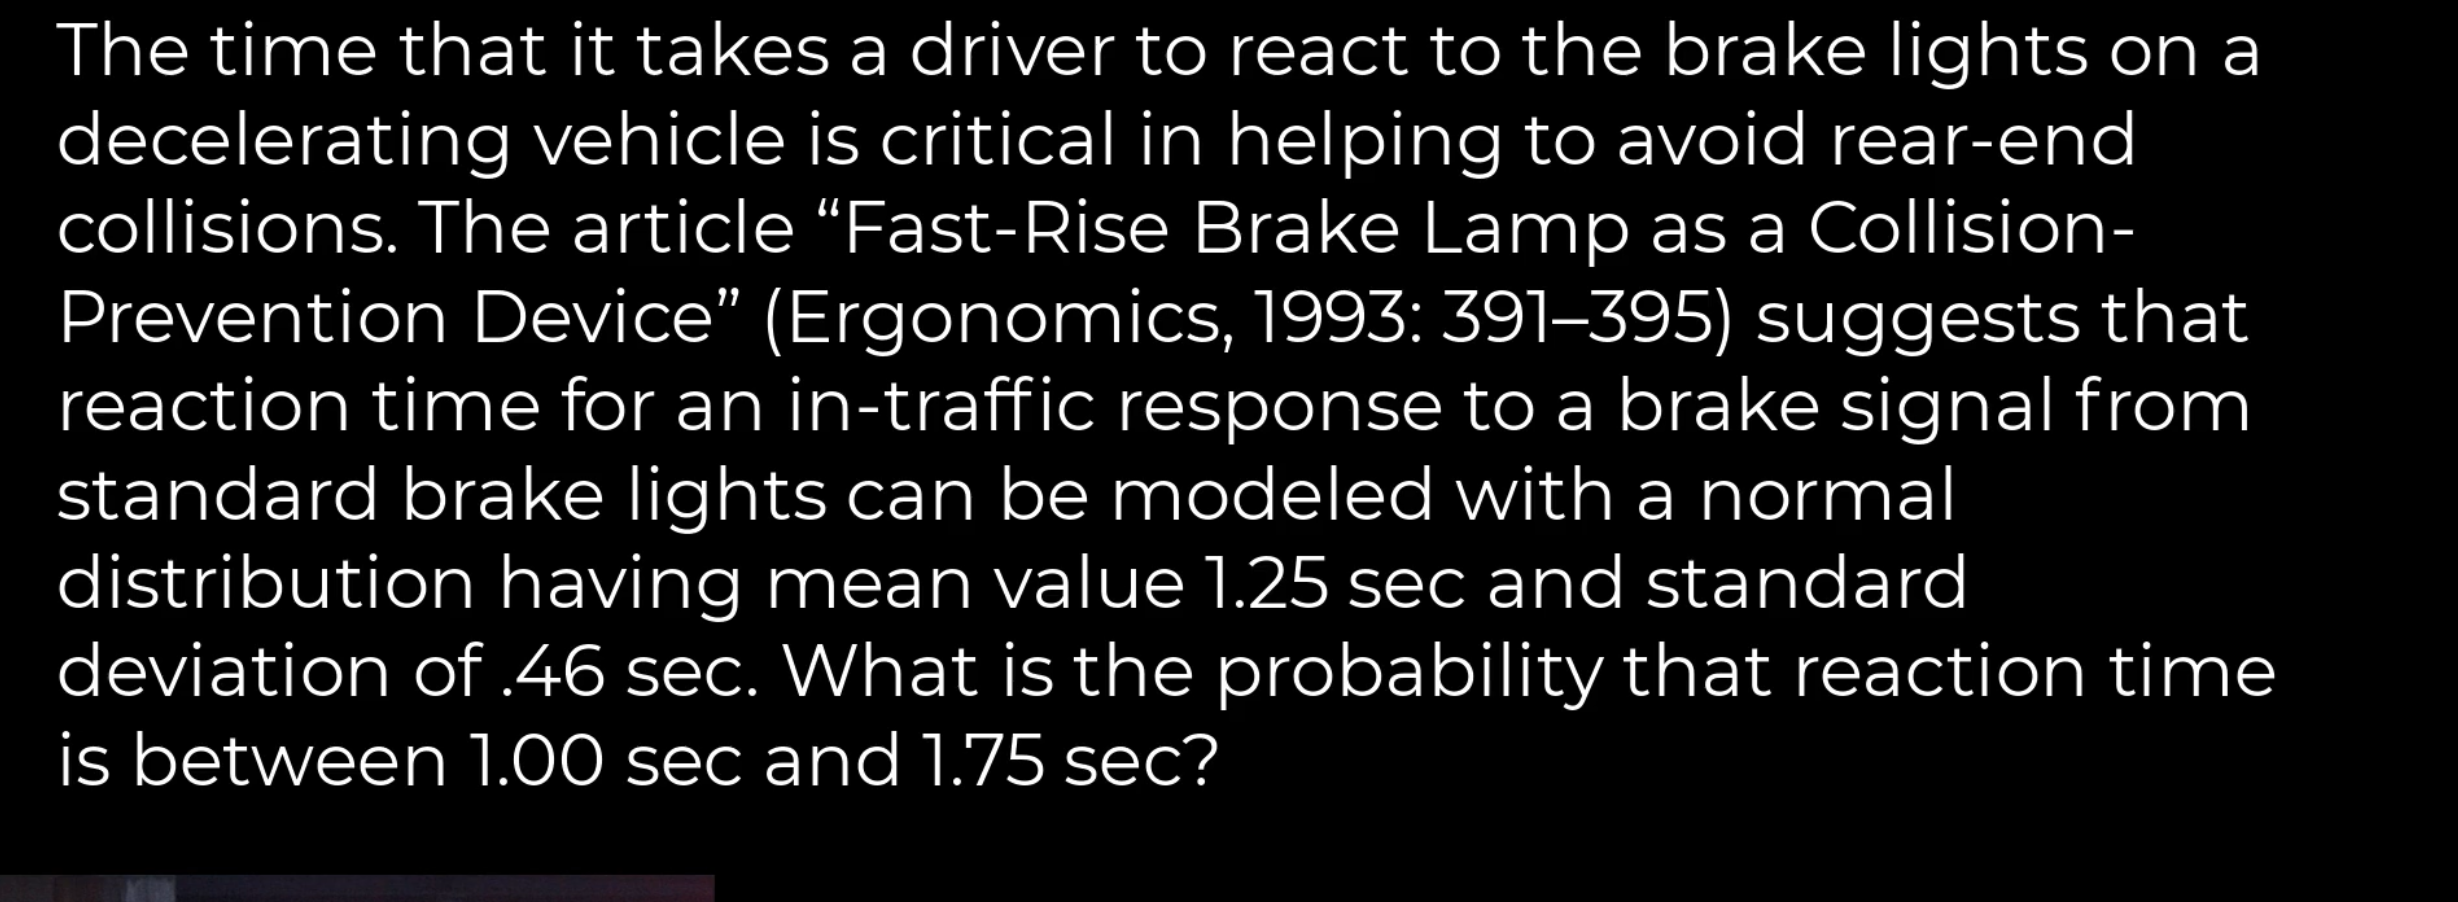 The time that it takes a driver to react to the brake lights on a
decelerating vehicle is critical in helping to avoid rear-end
collisions. The article “Fast-Rise Brake Lamp as a Collision-
Prevention Device” (Ergonomics, 1993: 391–395) suggests that
reaction time for an in-traffic response to a brake signal from
standard brake lights can be modeled with a normal
distribution having mean value 1.25 sec and standard
deviation of .46 sec. What is the probability that reaction time
is between 1.00 sec and 1.75 sec?